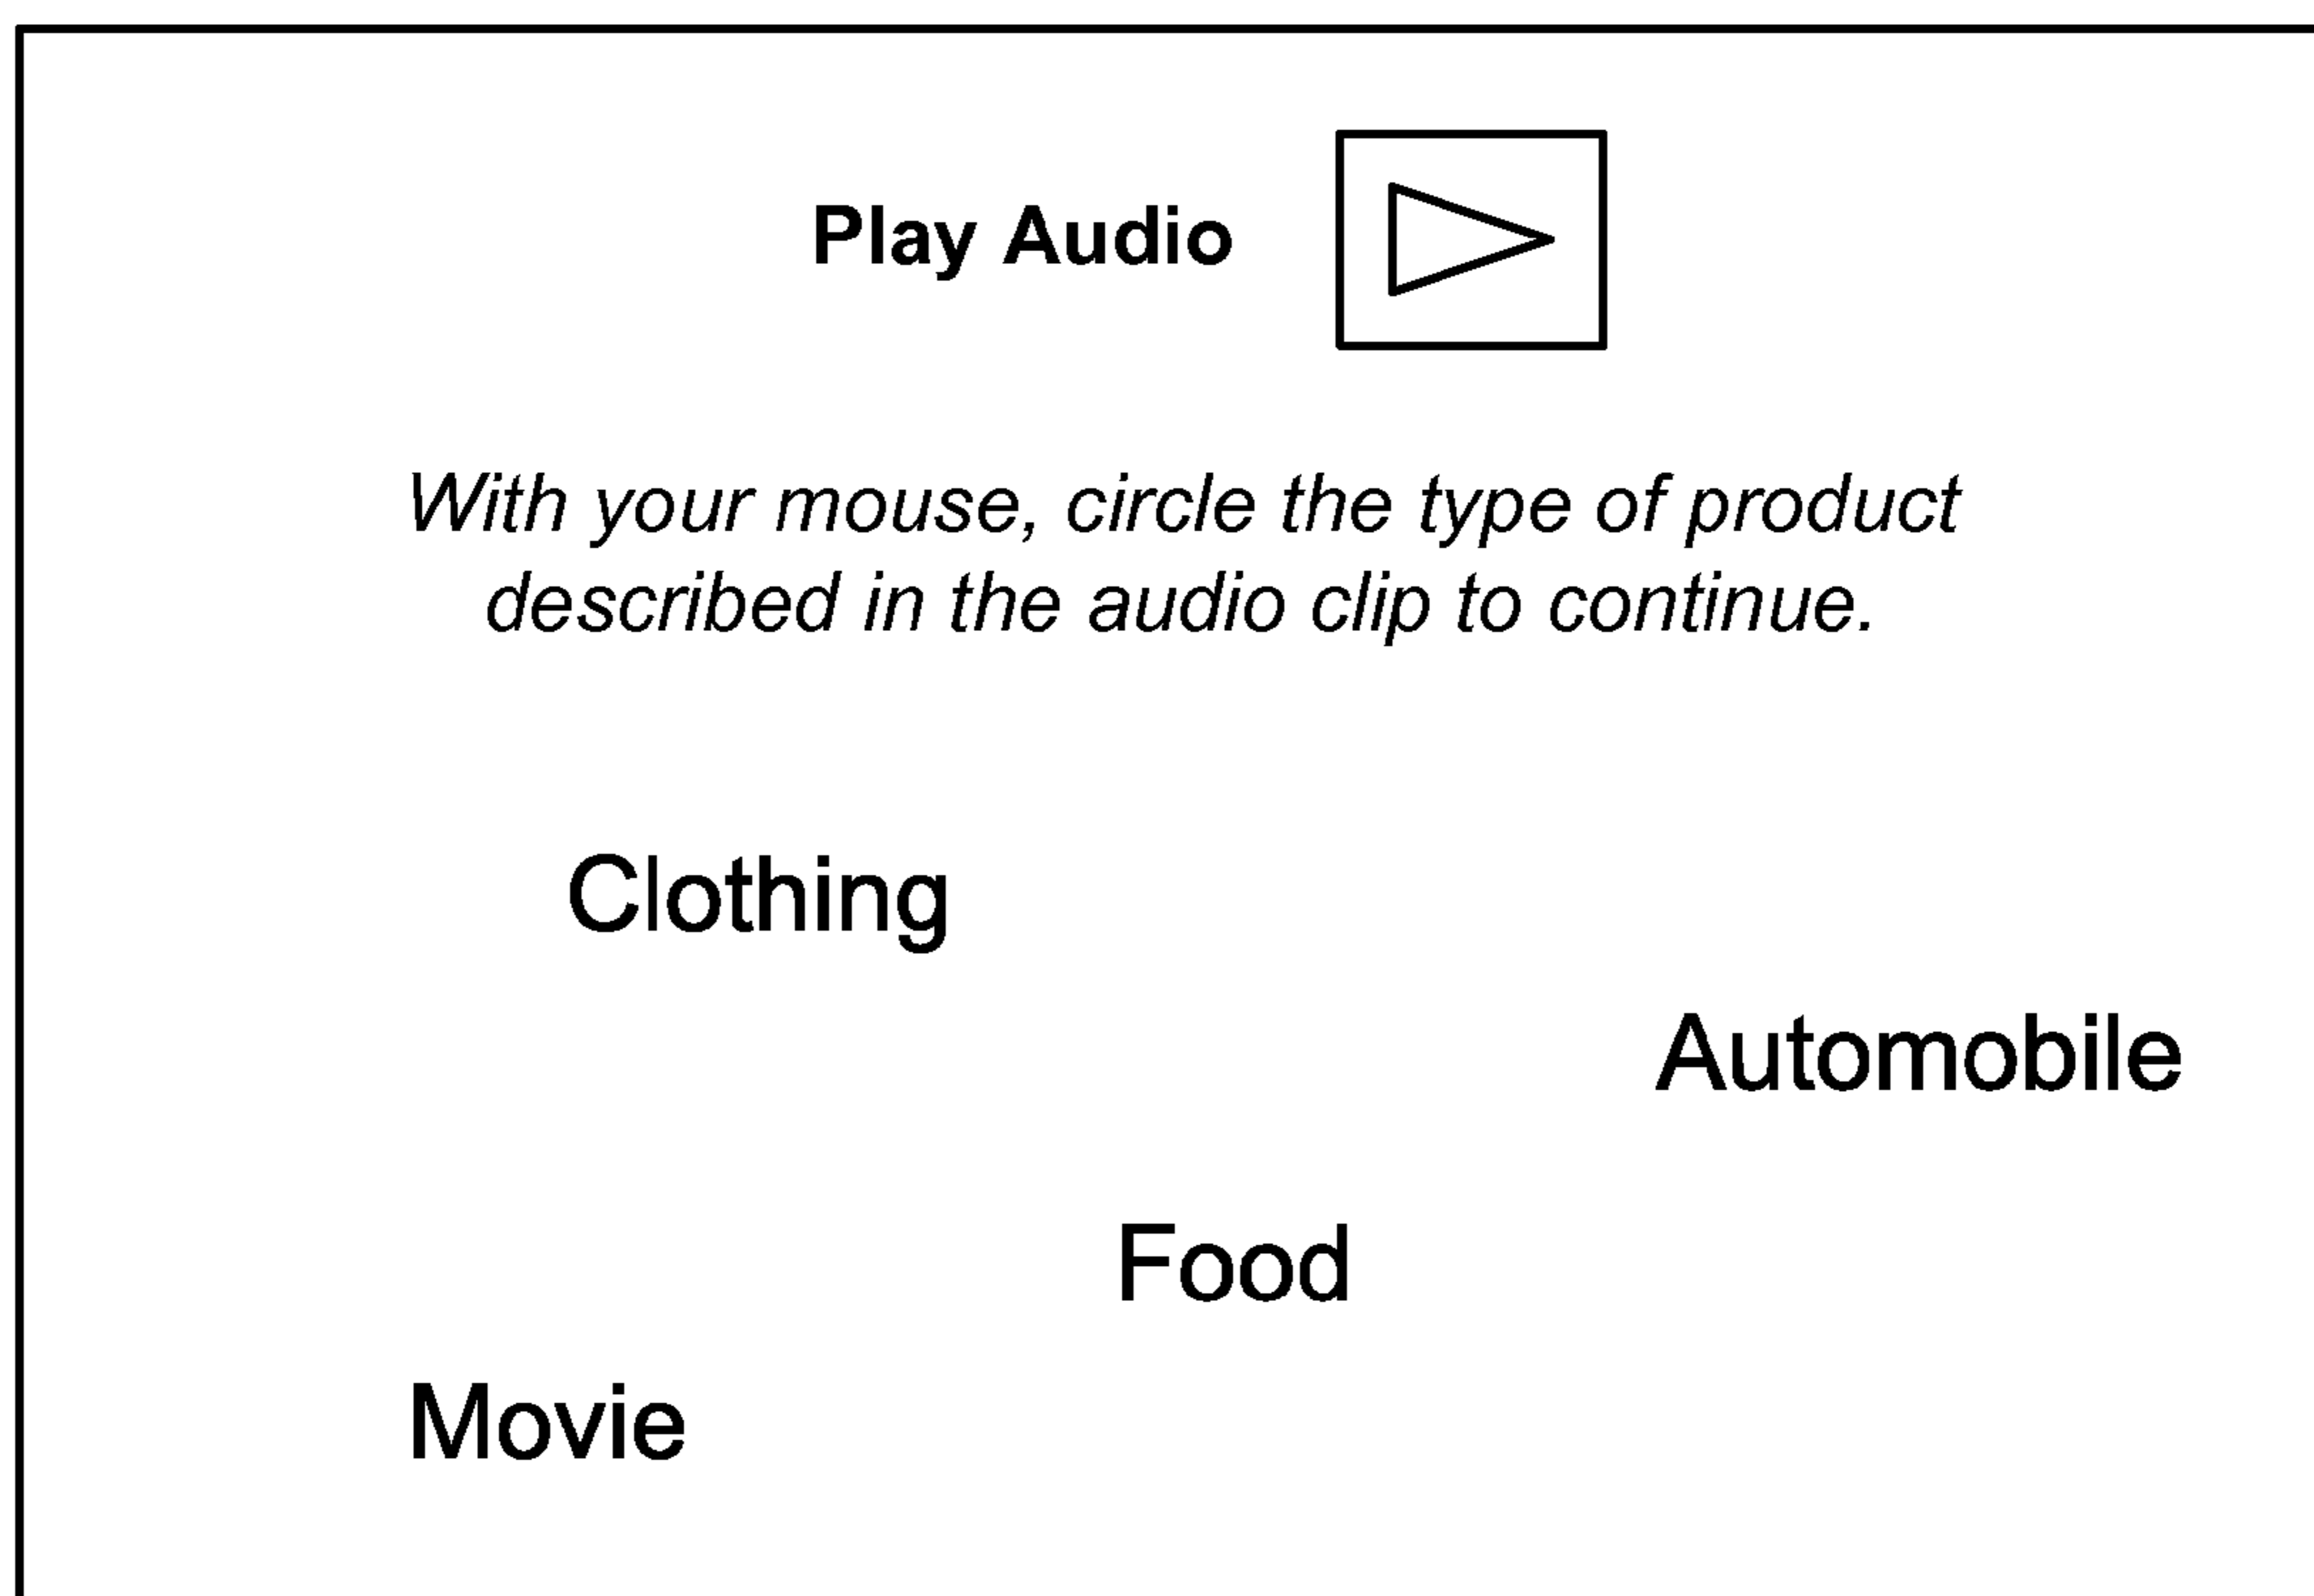 Play Audio
With your mouse, circle the type of product
described in the audio clip to continue.
Clothing
Automobile
Food
Movie